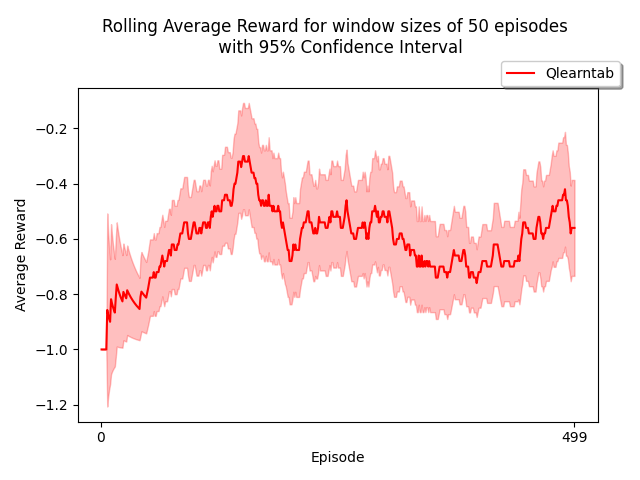 Rolling Average Reward for window sizes of 50 episodes
with 95% Confidence Interval
Qlearntab
Average Reward
−0.2
−0.4
−0.6
−0.8
−1.0
−1.2
0
499
Episode